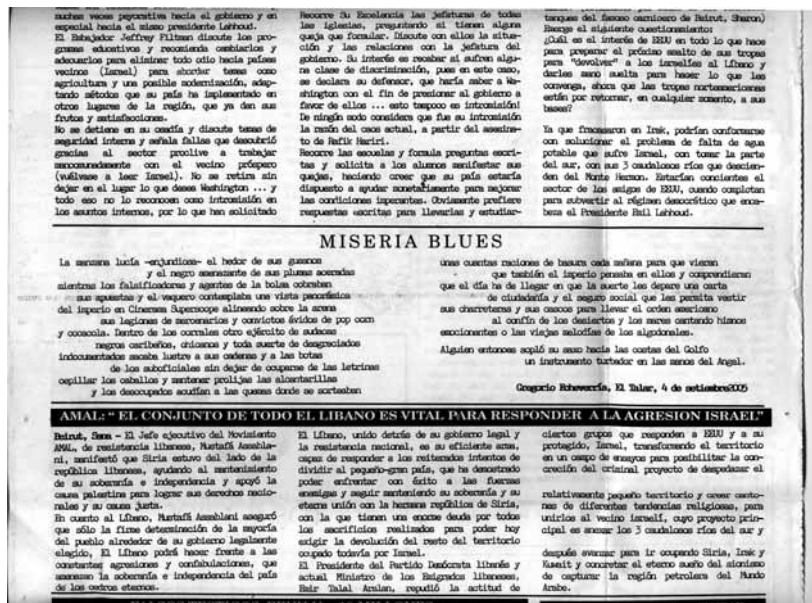 muchas veces peyorativa hacia el gobierno y en
especial hacia el mismo presidente Lahhoud.
El Embajador Jeffrey Filtman discute los pro-
gramas educativos y recomienda cambiarlos y
adecuarlos para eliminar todo odio hacia países
vecinos (Israel) para abordar temas como
agricultura y una posible modernización, adap-
tando métodos que su país ha implementado en
otros lugares de la región, que ya dan sus
frutos y satisfacciones.
No se detiene en su osadía y discute temas de
seguridad interna y señala fallas que descubrió
gracias al sector proclive a trabajar
mancomunadamente con el vecino próspero
(vuélvase a leer Israel). No se retira sin
dejar en el lugar lo que desea Washington ... y
todo eso no lo reconocen como intromisión en
los asuntos internos, por lo que han solicitado
Recorre Su Excelencia las jefaturas de todas
las iglesias, preguntando si tienen alguna
queja que formular. Discute con ellos la situa-
ción y las relaciones con la jefatura del
gobierno. Su interés es recabar si sufren algu-
na clase de discriminación, pues en este caso,
se declara su defensor, que haría saber a Wa-
shington con el fin de presionar al gobierno a
favor de ellos ... esto tampoco es intromisión!
De ningún modo considera que fue su intromisión
la razón del caos actual, a partir del asesina-
to de Rafik Hariri.
Recorre las escuelas y formula preguntas escri-
tas y solicita a los alumnos manifestar sus
quejas, haciendo creer que su país estaría
dispuesto a ayudar monetariamente para mejorar
las condiciones imperantes. Obviamente prefiere
respuestas escritas para llevarlas y estudiar-
tanques del famoso carnicero de Beirut, Sharon)
Emerge el siguiente cuestionamiento:
¿Cuál es el interés de EEUU en todo lo que hace
para preparar el próximo asalto de sus tropas
para "devolver" a los israelíes al Líbano y
darles mano suelta para hacer lo que les
convenga, ahora que las tropas norteamericanas
están por retornar, en cualquier momento, a sus
bases?
Ya que fracasaron en Irak, podrían conformarse
con solucionar el problema de falta de agua
potable que sufre Israel, con tomar la parte
del sur, con sus 3 caudalosos ríos que descien-
den del Monte Hermon. Estarían concientes el
sector de los amigos de EEUU, cuando complotan
para subvertir al régimen democrático que enca-
beza el Presidente Emil Lahhoud.
MISERIA BLUES
La manzana lucía -enjundiosa- el hedor de sus gusanos
y el negro amenazante de sus plumas aceradas
mientras los falsificadores y agentes de la bolsa cobraban
sus apuestas y el vaquero contemplaba una vista panorámica
del imperio en Cinerama Superscope alineando sobre la arena
sus legiones de mercenarios y convictos ávidos de pop corn
y cocacola. Dentro de los corrales otro ejército de sudacas
negros caribeños, chicanos y toda suerte de desgraciados
indocumentados sacaba lustre a sus cadenas y a las botas
de los suboficiales sin dejar de ocuparse de las letrinas
cepillar los caballos y mantener prolijas las alcantarillas
y los desocupados acudían a las quemas donde se sorteaban
unas cuentas raciones de basura cada mañana para que vieran
que también el imperio pensaba en ellos y comprendieran
que el día ha de llegar en que la suerte les depare una carta
de ciudadanía y el seguro social que les permita vestir
sus charreteras y sus cascos para llevar el orden americano
al confín de los desiertos y los mares cantando himnos
emocionantes o las viejas melodías de los algodonales.
Alguien entonces sopló su saxo hacia las costas del Golfo
un instrumento turbador en las manos del Angel.
Gregorio Echeverría, El Talar, 4 de setiembre2005
AMAL: " EL CONJUNTO DE TODO EL LIBANO ES VITAL PARA RESPONDER A LA AGRESION ISRAEL"
Beirut, Sana - El Jefe ejecutivo del Movimiento
AMAL, de resistencia libanesa, Mustafá Assabla-
ni, manifestó que Siria estuvo del lado de la
república libanesa, ayudando al mantenimiento
de su soberanía e independencia y apoyó la
causa palestina para lograr sus derechos nacio-
nales y su causa justa.
En cuanto al Líbano, Mustafá Assablani aseguró
que sólo la firme determinación de la mayoría
del pueblo alrededor de su gobierno legalmente
elegido, El Líbano podrá hacer frente a las
constantes agresiones y confabulaciones, que
amenazan la soberanía e independencia del país
de los cedros eternos.
El Líbano, unido detrás de su gobierno legal y
la resistencia nacional, es su eficiente arma,
capaz de responder a los reiterados intentos de
dividir al pequeño-gran país, que ha demostrado
poder enfrentar con éxito a las fuerzas
enemigas y seguir manteniendo su soberanía y su
eterna unión con la hermana república de Siria,
con la que tienen una enorme deuda por todos
los sacrificios realizados para poder hoy
exigir la devolución del resto del territorio
ocupado todavía por Israel.
El Presidente del Partido Demócrata libanés y
actual Ministro de los Emigrados libaneses,
Emir Talal Arslan, repudió la actitud de
ciertos grupos que responden a EEUU y a su
protegido, Israel, transformando el territorio
en un campo de ensayos para posibilitar la con-
creción del criminal proyecto de despedazar el
relativamente pequeño territorio y crear canto-
nes de diferentes tendencias religiosas, para
unirlos al vecino israelí, cuyo proyecto prin-
cipal es anexar los 3 caudalosos ríos del sur y
después avanzar para ir ocupando Siria, Irak y
Kuwait y concretar el eterno sueño del sionismo
de capturar la región petrolera del Mundo
Arabe.